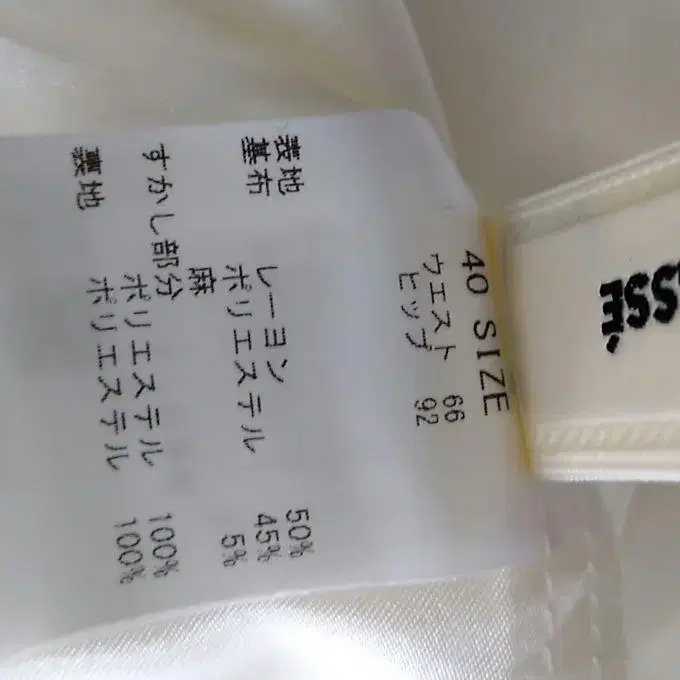 40 SIZE
ウエスト 66
ヒップ 92
表地
基布 レーヨン 50%
ポリエステル 45%
麻 5%
すかし部分 ポリエステル 100%
裏地 ポリエステル 100%
SSE